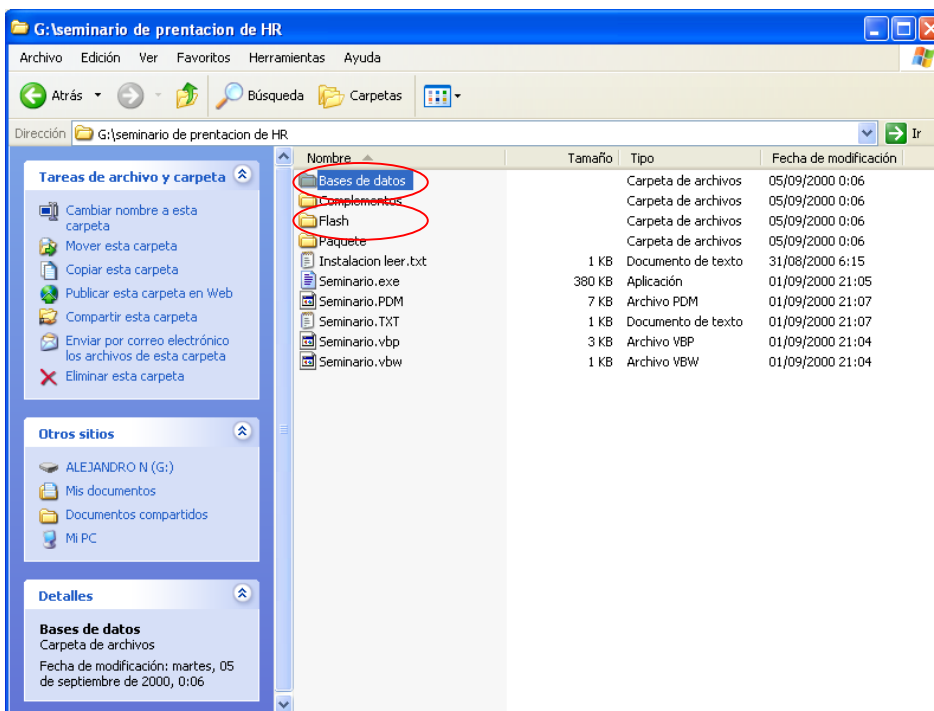 G:\seminario de prentacion de HR
Archivo Edición Ver Favoritos Herramientas Ayuda
Atrás Búsqueda Carpetas
Dirección G:\seminario de prentacion de HR Ir
Tareas de archivo y carpeta
Cambiar nombre a esta
carpeta
Mover esta carpeta
Copiar esta carpeta
Publicar esta carpeta en Web
Compartir esta carpeta
Enviar por correo electrónico
los archivos de esta carpeta
Eliminar esta carpeta
Otros sitios
ALEJANDRO N (G:)
Mis documentos
Documentos compartidos
Mi PC
Detalles
Bases de datos
Carpeta de archivos
Fecha de modificación: martes, 05
de septiembre de 2000, 0:06
Nombre Tamaño Tipo Fecha de modificación
Bases de datos Carpeta de archivos 05/09/2000 0:06
Complementos Carpeta de archivos 05/09/2000 0:06
Flash Carpeta de archivos 05/09/2000 0:06
Paquete Carpeta de archivos 05/09/2000 0:06
Instalacion leer.txt 1 KB Documento de texto 31/08/2000 6:15
Seminario.exe 380 KB Aplicación 01/09/2000 21:05
Seminario.PDM 7 KB Archivo PDM 01/09/2000 21:07
Seminario.TXT 1 KB Documento de texto 01/09/2000 21:07
Seminario.vbp 3 KB Archivo VBP 01/09/2000 21:04
Seminario.vbw 1 KB Archivo VBW 01/09/2000 21:04